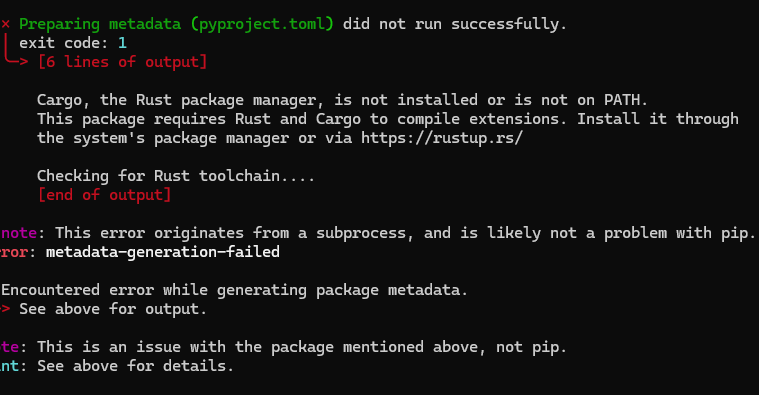 × Preparing metadata (pyproject.toml) did not run successfully.
│ exit code: 1
╰─> [6 lines of output]
Cargo, the Rust package manager, is not installed or is not on PATH.
This package requires Rust and Cargo to compile extensions. Install it through
the system's package manager or via https://rustup.rs/
Checking for Rust toolchain....
[end of output]
note: This error originates from a subprocess, and is likely not a problem with pip.
ror: metadata-generation-failed
Encountered error while generating package metadata.
> See above for output.
te: This is an issue with the package mentioned above, not pip.
nt: See above for details.